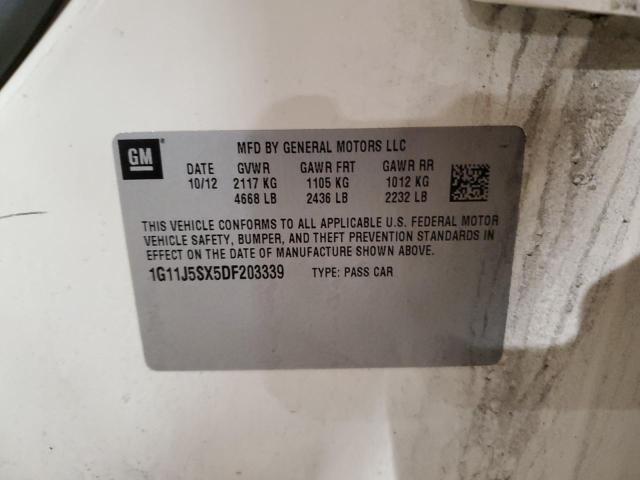 GM
MFD BY GENERAL MOTORS LLC
DATE GVWR GAWR FRT GAWR RR
10/12 2117 KG 1105 KG 1012 KG
4668 LB 2436 LB 2232 LB
THIS VEHICLE CONFORMS TO ALL APPLICABLE U.S. FEDERAL MOTOR
VEHICLE SAFETY, BUMPER, AND THEFT PREVENTION STANDARDS IN
EFFECT ON THE DATE OF MANUFACTURE SHOWN ABOVE.
1G11J5SX5DF203339 TYPE: PASS CAR